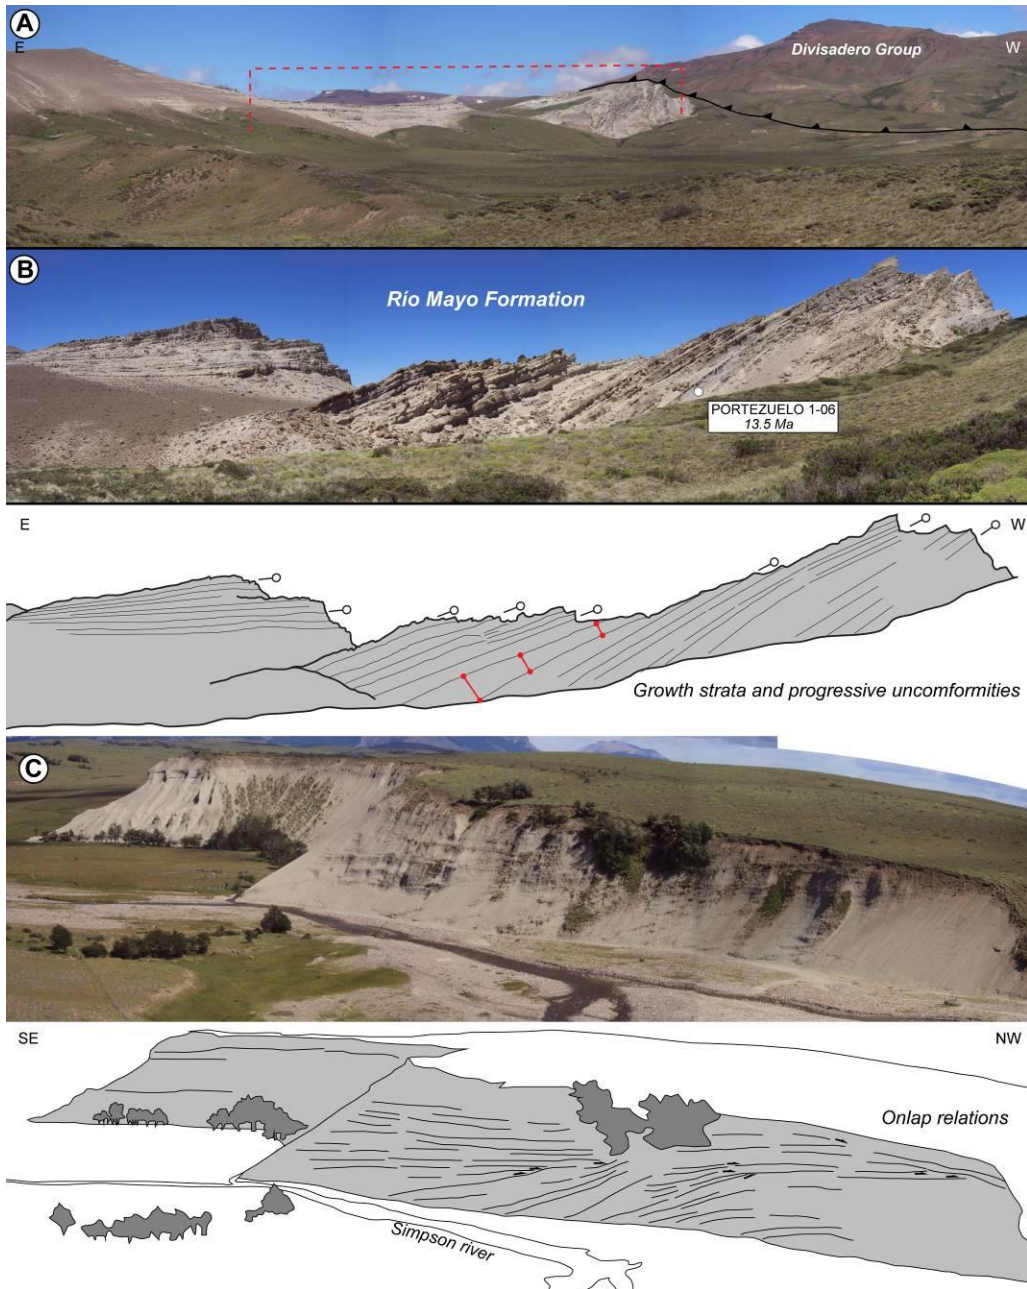 A
E
Divisadero Group
W
B
Río Mayo Formation
PORTEZUELO 1-06
13.5 Ma
E
W
Growth strata and progressive uncomformities
C
SE
NW
Onlap relations
Simpson river